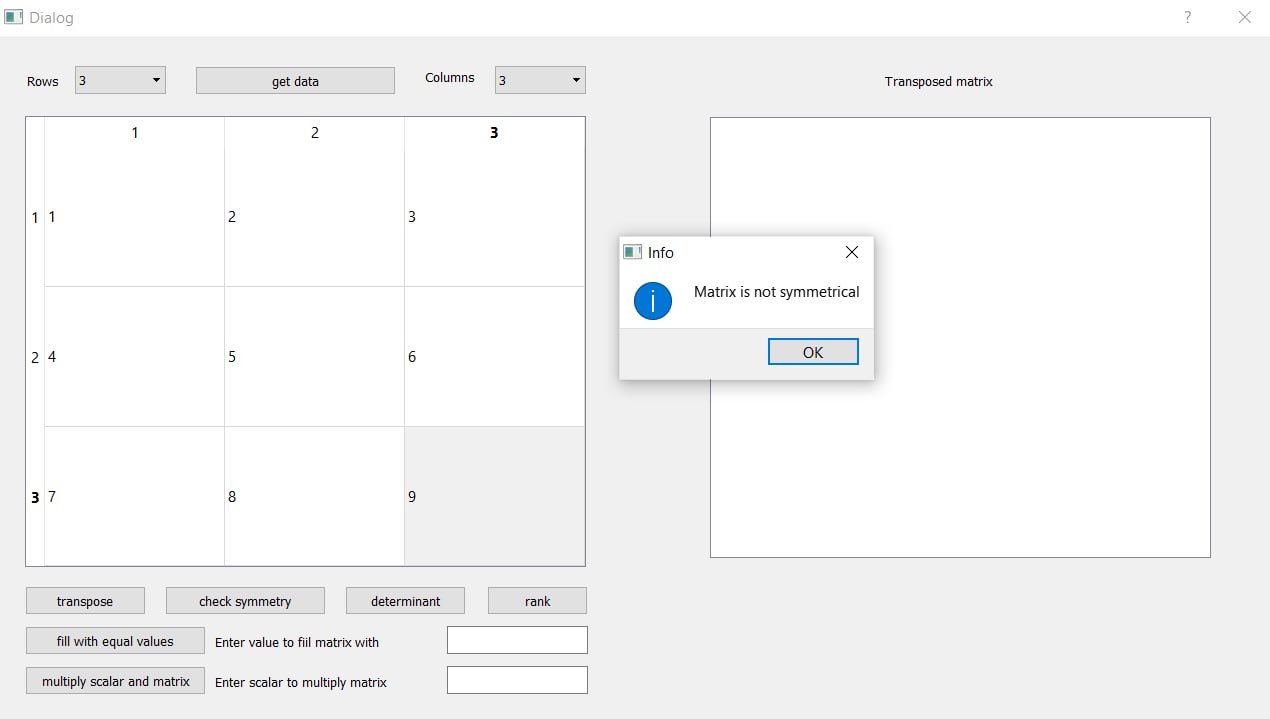 Dialog
?
Rows 3 get data Columns 3 Transposed matrix
1 2 3
1 1 2 3
2 4 5 6
3 7 8 9
Info
Matrix is not symmetrical
OK
transpose check symmetry determinant rank
fill with equal values Enter value to fiil matrix with
multiply scalar and matrix Enter scalar to multiply matrix